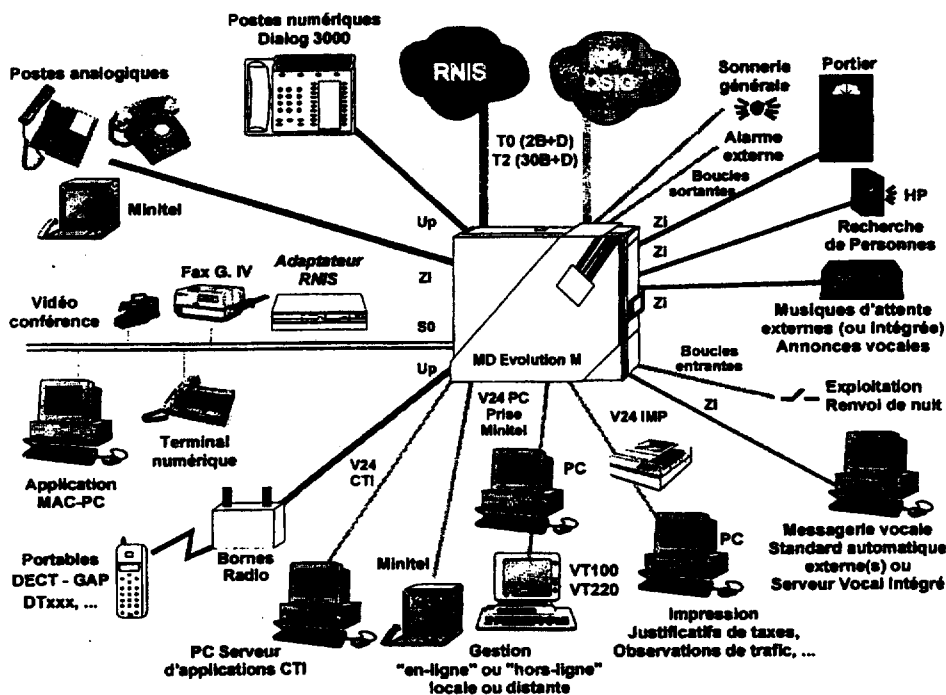 Postes numériques
Dialog 3000
Postes analogiques
Minitel
RNIS
QSIG
T0 (2B+D)
T2 (30B+D)
Sonnerie
générale
Alarme
externe
Portier
Boucles
sortantes
HP
Recherche
de Personnes
Up
ZI
Zi
Zi
Zi
Fax G. IV
Adaptateur
RNIS
Vidéo
conférence
S0
Up
MD Evolution M
Musiques d'attente
externes (ou Intégrée)
Annonces vocales
Boucles
entrantes
ZI
Exploitation
Renvoi de nuit
Application
MAC-PC
Terminal
numérique
V24
CTI
V24 PC
Prise
Minitel
V24 IMP
PC
Portables
DECT - GAP
DTxxx, ...
Bornes
Radio
Minitel
VT100
VT220
PC
Messagerie vocale
Standard automatique
externe(s) ou
Serveur Vocal Intégré
PC Serveur
d'applications CTI
Gestion
"en-ligne" ou "hors-ligne"
locale ou distante
Impression
Justificatifs de taxes,
Observations de trafic, ...